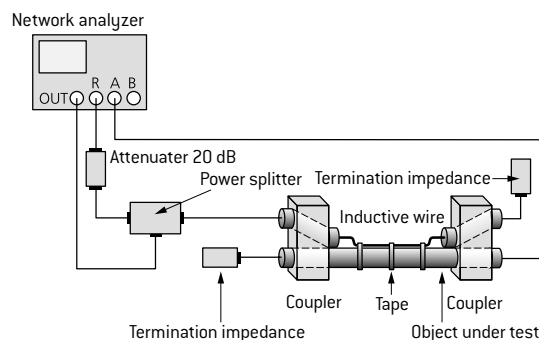 Network analyzer
R A B
OUT
Attenuater 20 dB
Power splitter
Termination impedance
Inductive wire
Coupler
Tape
Coupler
Termination impedance
Object under test